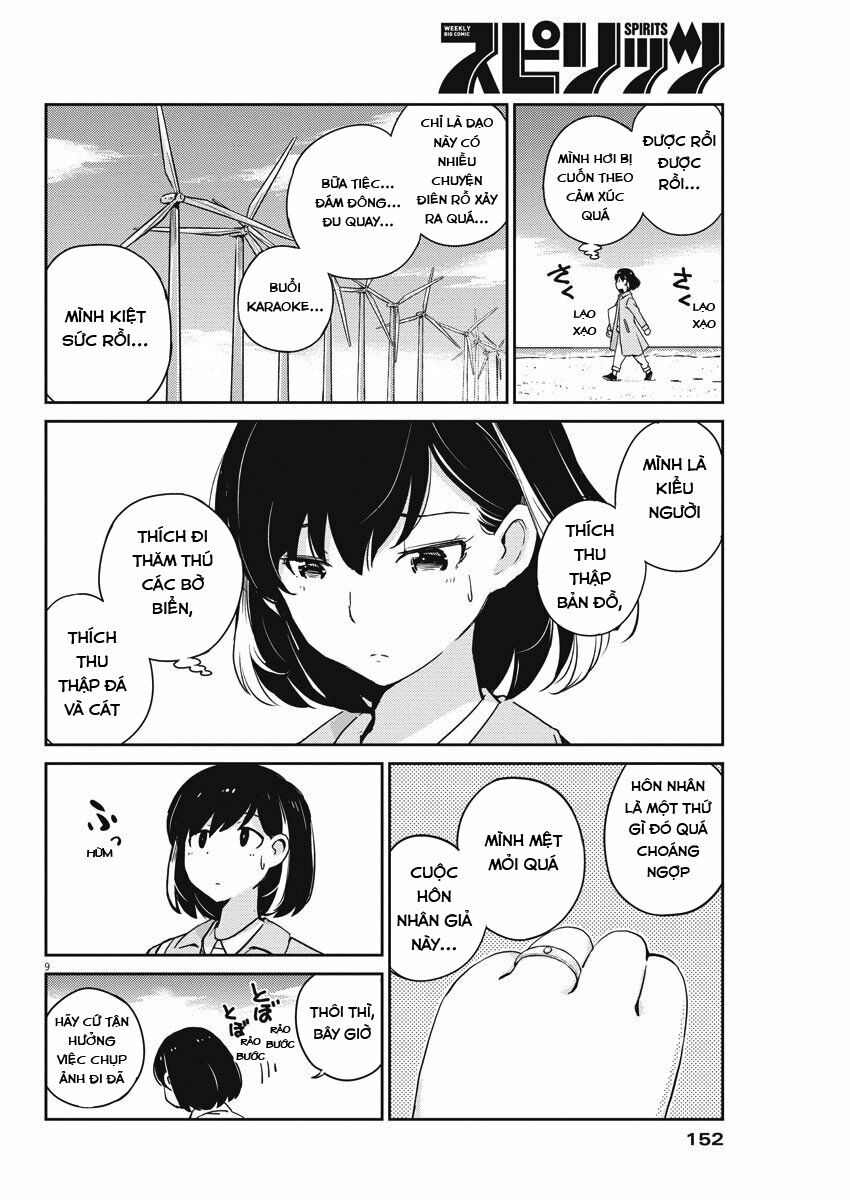 WEEKLY
BIG COMIC
SPIRITS
スピリッツ
ĐƯỢC RỒI
ĐƯỢC
RỒI...
MÌNH HƠI BỊ
CUỐN THEO
CẢM XÚC
QUÁ
さく
LẠO
XẠO
さく
LẠO
XẠO
CHỈ LÀ DẠO
NÀY CÓ
NHIỀU
CHUYỆN
ĐIÊN RỒ XẢY
RA QUÁ...
BỮA TIỆC...
ĐÁM ĐÔNG...
ĐU QUAY...
BUỔI
KARAOKE...
MÌNH KIỆT
SỨC RỒI...
MÌNH LÀ
KIỂU
NGƯỜI
THÍCH
THU
THẬP
BẢN ĐỒ,
THÍCH ĐI
THĂM THÚ
CÁC BỜ
BIỂN,
THÍCH
THU
THẬP ĐÁ
VÀ CÁT
HÔN NHÂN
LÀ MỘT THỨ
GÌ ĐÓ QUÁ
CHOÁNG
NGỢP
MÌNH MỆT
MỎI QUÁ
CUỘC
HÔN
NHÂN GIẢ
NÀY...
ふっ
HỪM
THÔI THÌ,
BÂY GIỜ
とぼ
RẢO
BƯỚC
とぼ
RẢO
BƯỚC
HÃY CỨ TẬN
HƯỞNG
VIỆC CHỤP
ẢNH ĐI ĐÃ
9
152